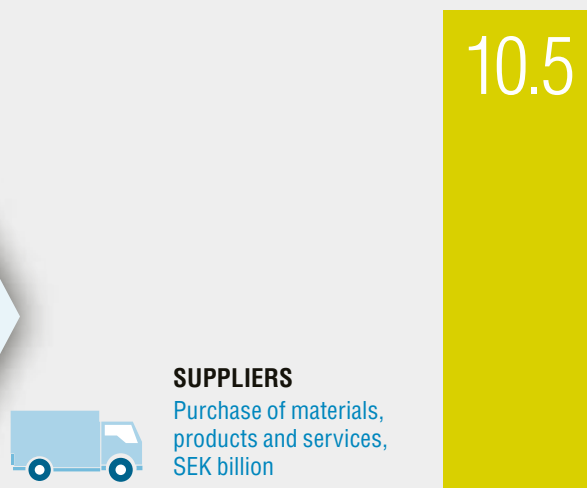 10.5
SUPPLIERS
Purchase of materials,
products and services,
SEK billion